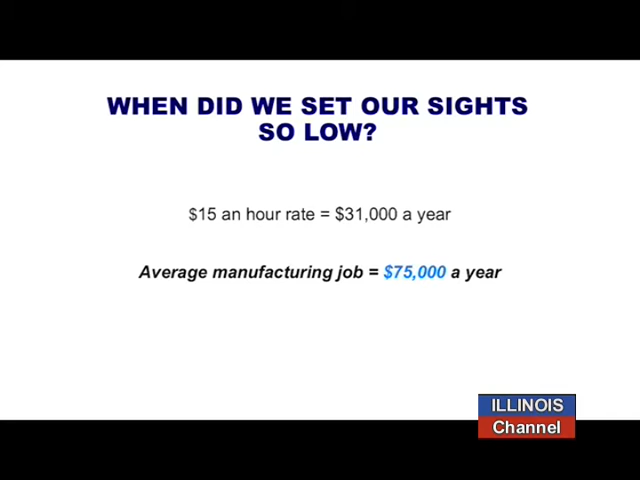 WHEN DID WE SET OUR SIGHTS
SO LOW?
$15 an hour rate = $31,000 a year
Average manufacturing job = $75,000 a year
ILLINOIS
Channel